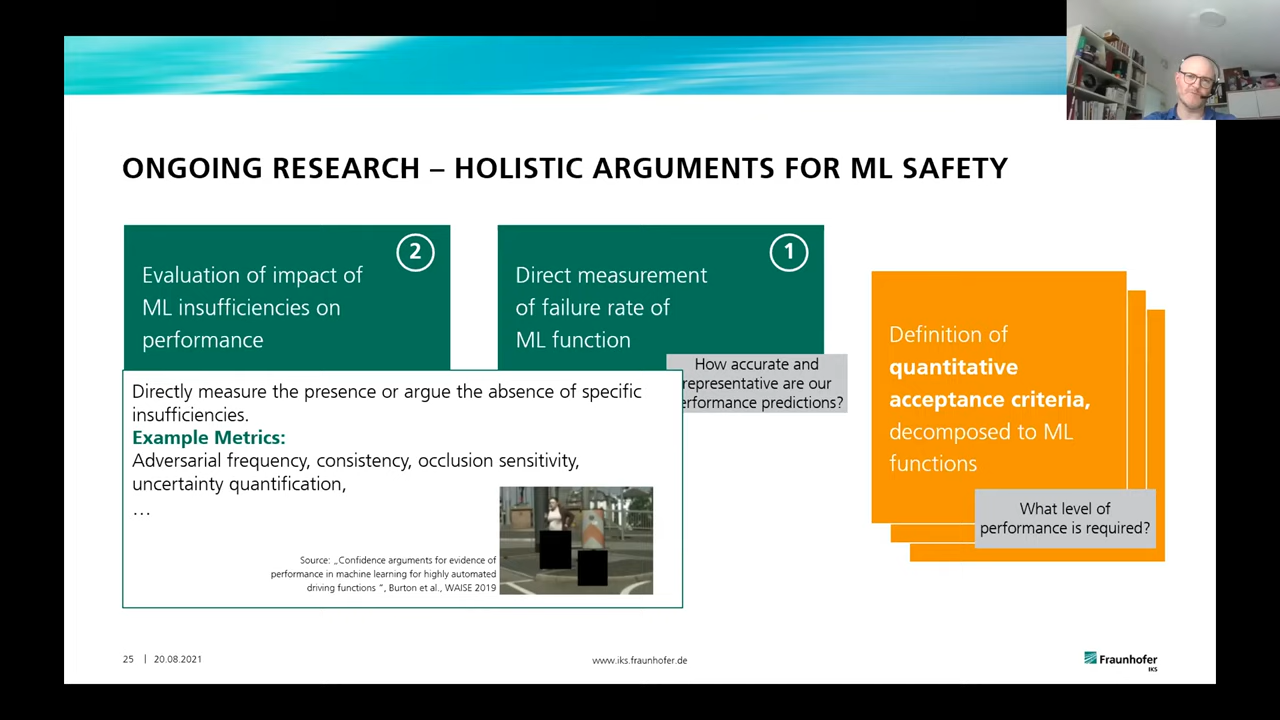 ONGOING RESEARCH – HOLISTIC ARGUMENTS FOR ML SAFETY
2
Evaluation of impact of
ML insufficiencies on
performance
1
Direct measurement
of failure rate of
ML function
How accurate and
representative are our
erformance predictions?
Definition of
quantitative
acceptance criteria,
decomposed to ML
functions
What level of
performance is required?
Directly measure the presence or argue the absence of specific
insufficiencies.
Example Metrics:
Adversarial frequency, consistency, occlusion sensitivity,
uncertainty quantification,
…
Source: „Confidence arguments for evidence of
performance in machine learning for highly automated
driving functions “, Burton et al., WAISE 2019
25 | 20.08.2021
www.iks.fraunhofer.de
Fraunhofer
IKS